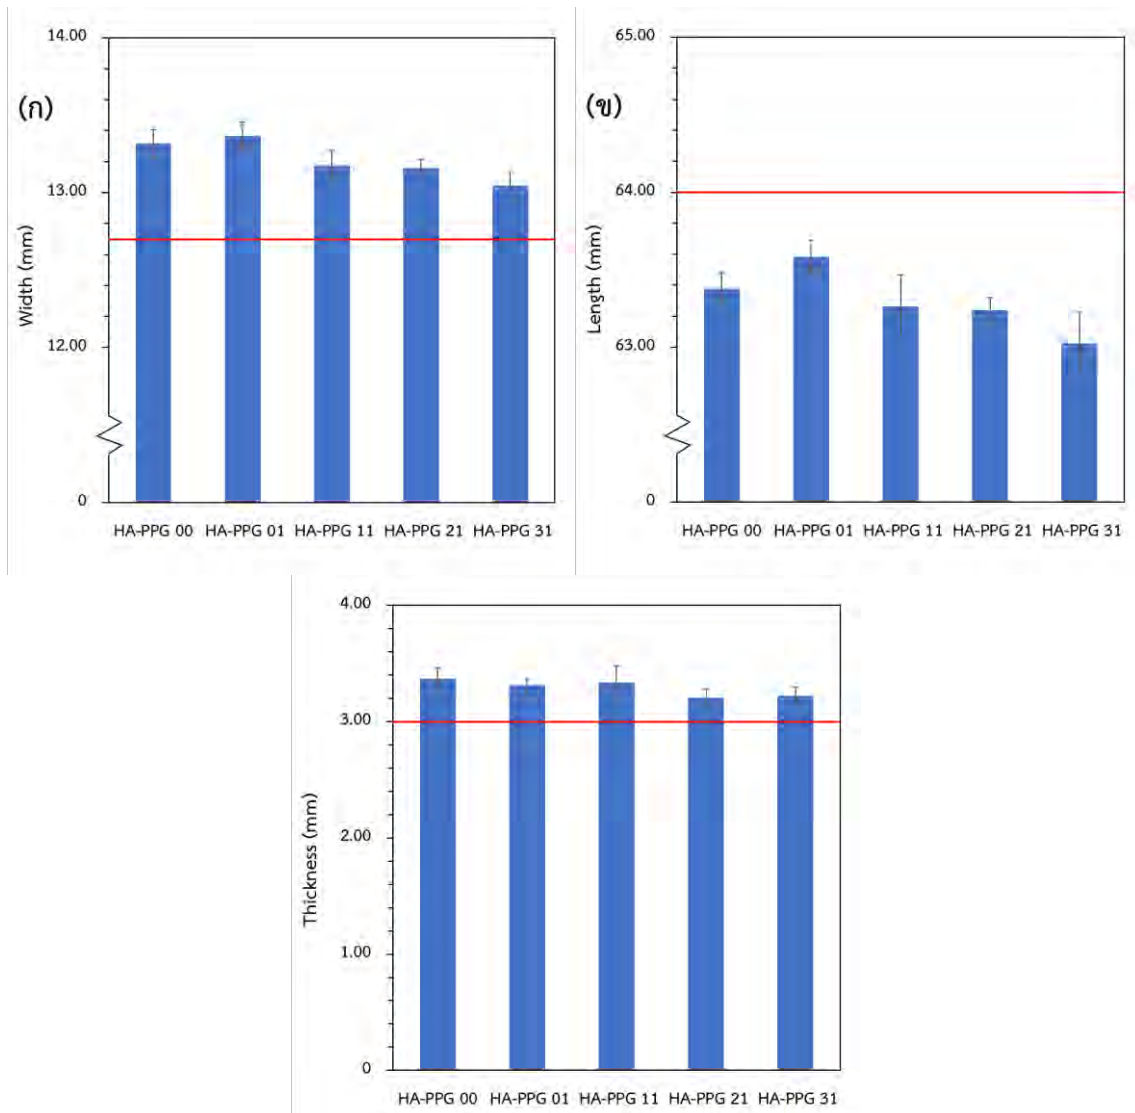 (ก)
Width (mm)
14.00
13.00
12.00
0
HA-PPG 00 HA-PPG 01 HA-PPG 11 HA-PPG 21 HA-PPG 31
(ข)
Length (mm)
65.00
64.00
63.00
0
HA-PPG 00 HA-PPG 01 HA-PPG 11 HA-PPG 21 HA-PPG 31
Thickness (mm)
4.00
3.00
2.00
1.00
0
HA-PPG 00 HA-PPG 01 HA-PPG 11 HA-PPG 21 HA-PPG 31